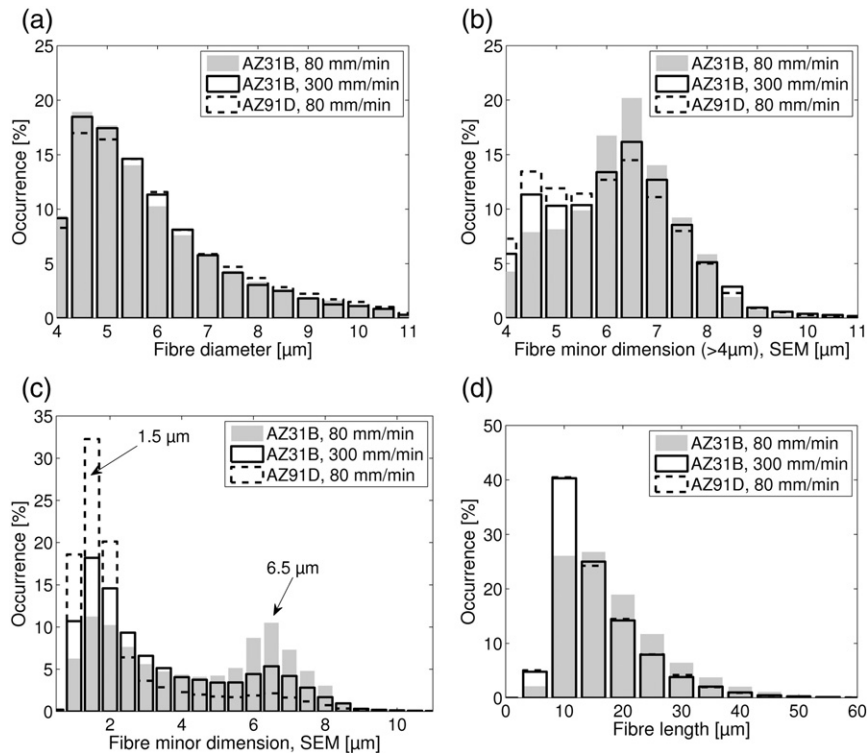 (a)
25
20
15
10
5
0
Occurrence [%]
AZ31B, 80 mm/min
AZ31B, 300 mm/min
AZ91D, 80 mm/min
4 5 6 7 8 9 10 11
Fibre diameter [µm]
(b)
25
20
15
10
5
0
Occurrence [%]
AZ31B, 80 mm/min
AZ31B, 300 mm/min
AZ91D, 80 mm/min
4 5 6 7 8 9 10 11
Fibre minor dimension (>4µm), SEM [µm]
(c)
35
30
25
20
15
10
5
0
Occurrence [%]
1.5 µm
AZ31B, 80 mm/min
AZ31B, 300 mm/min
AZ91D, 80 mm/min
6.5 µm
2 4 6 8 10
Fibre minor dimension, SEM [µm]
(d)
50
40
30
20
10
0
Occurrence [%]
AZ31B, 80 mm/min
AZ31B, 300 mm/min
AZ91D, 80 mm/min
0 10 20 30 40 50 60
Fibre length [µm]